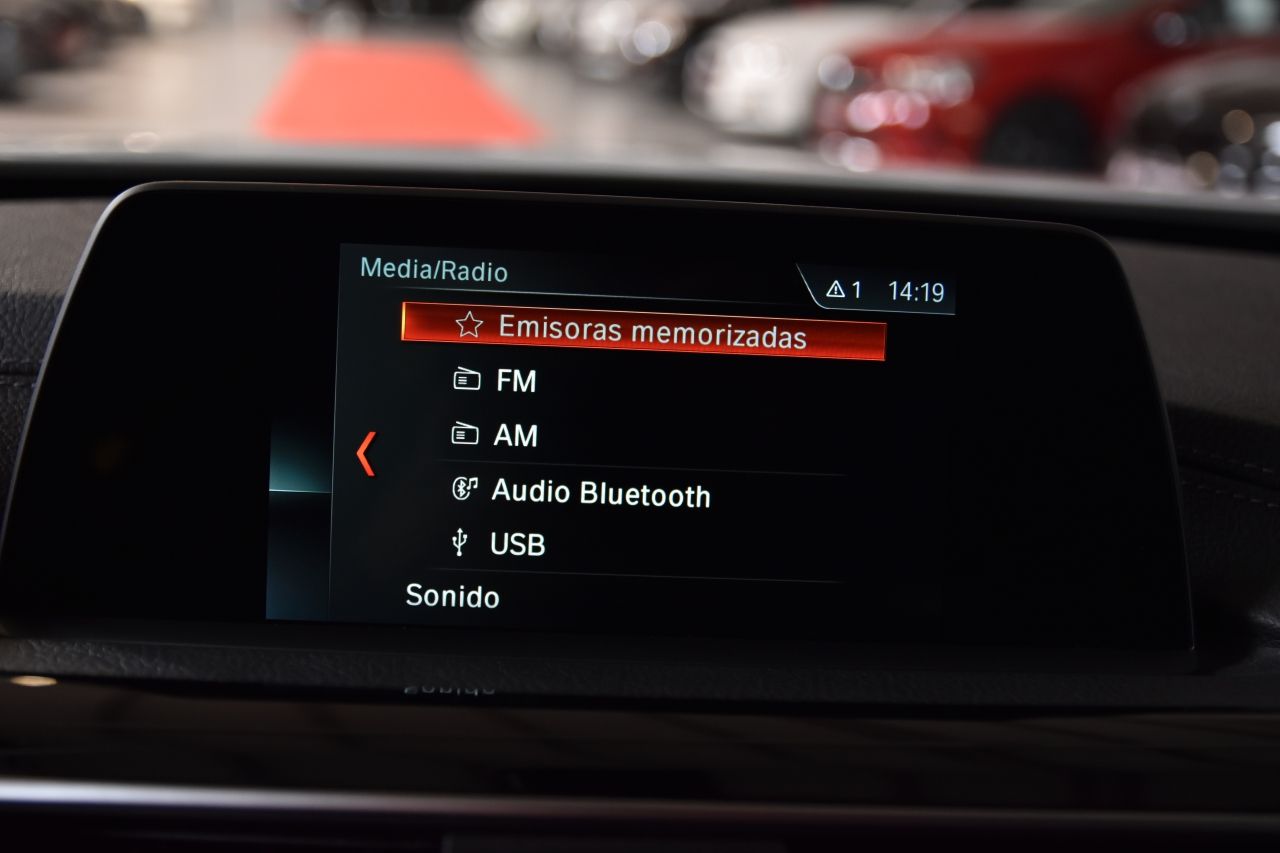 Media/Radio
1 14:19
Emisoras memorizadas
FM
AM
Audio Bluetooth
USB
Sonido